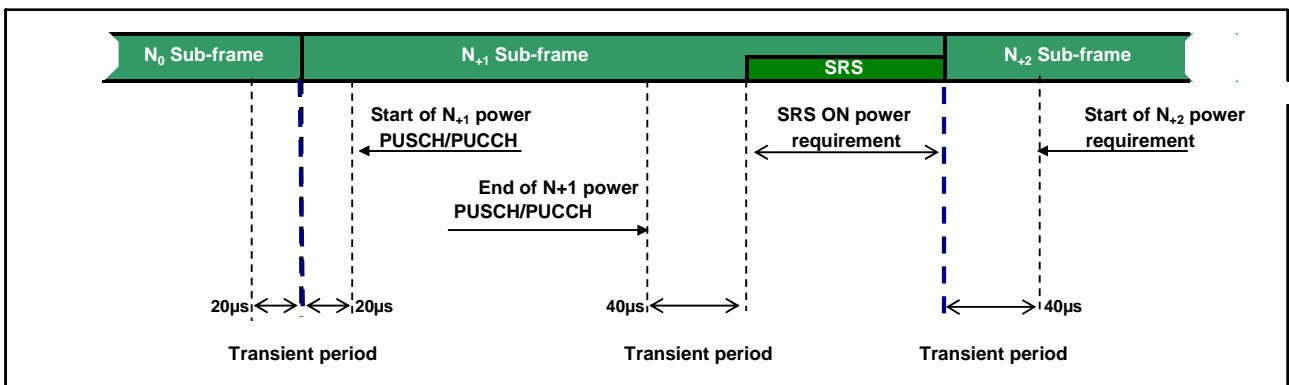 N0 Sub-frame
N+1 Sub-frame
SRS
N+2 Sub-frame
Start of N+1 power
PUSCH/PUCCH
SRS ON power
requirement
Start of N+2 power
requirement
End of N+1 power
PUSCH/PUCCH
20µs
20µs
40µs
40µs
Transient period
Transient period
Transient period